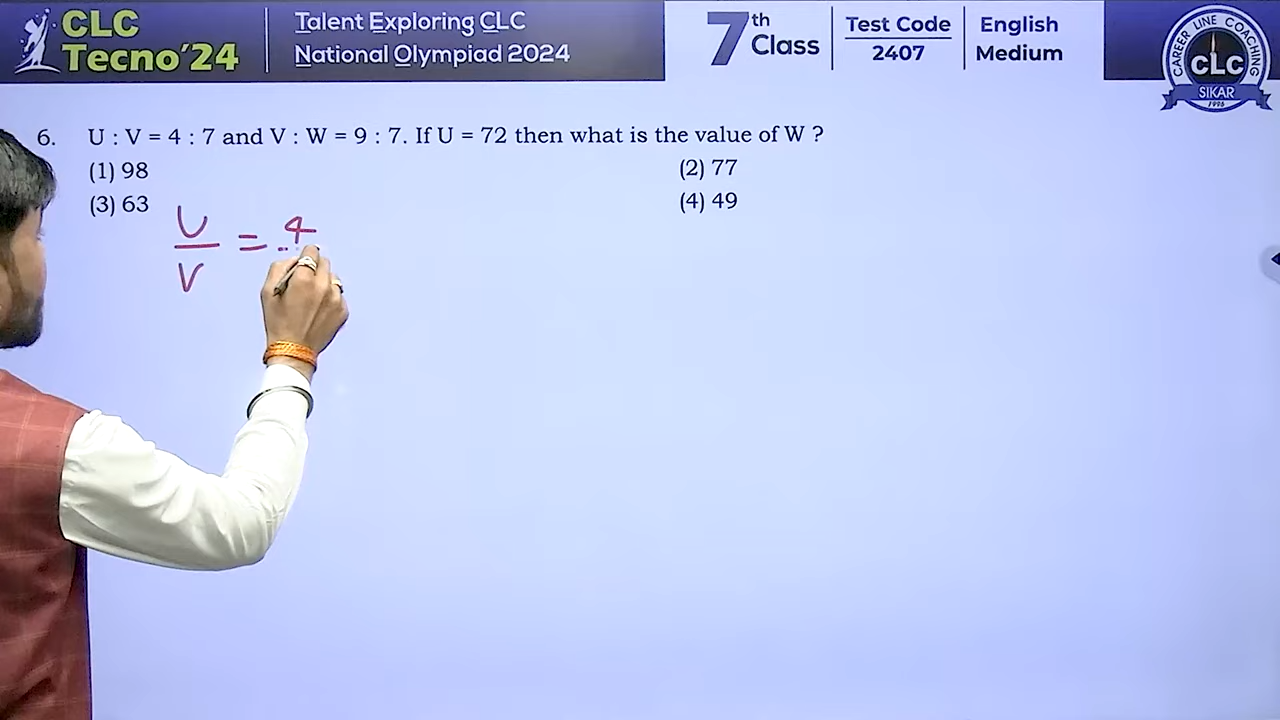 CLC
Tecno'24
Talent Exploring CLC
National Olympiad 2024
7th
Class
Test Code
2407
English
Medium
CAREER LINE COACHING
CLC
SIKAR
1996
6. U : V = 4 : 7 and V : W = 9 : 7. If U = 72 then what is the value of W ?
(1) 98
(2) 77
(3) 63
(4) 49
U
V
= 4